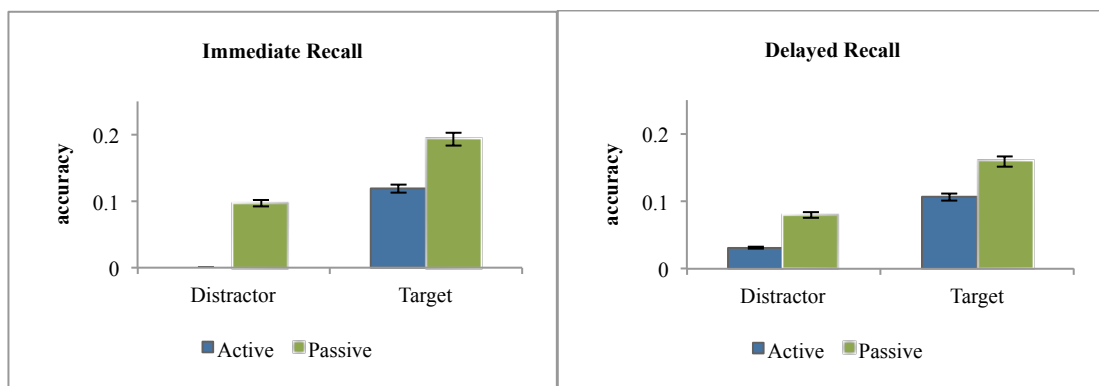 Immediate Recall
accuracy
0.2
0.1
0
Distractor Target
Active Passive
Delayed Recall
accuracy
0.2
0.1
0
Distractor Target
Active Passive